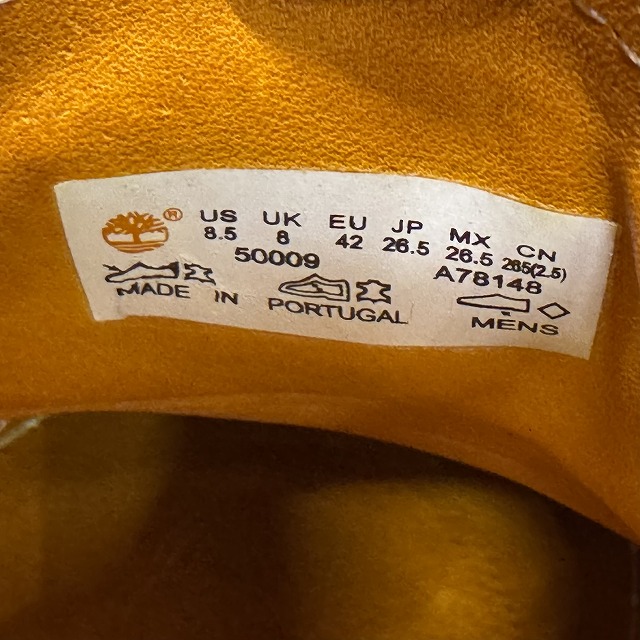 ® US UK EU JP MX CN
8.5 8 42 26.5 26.5 265(2.5)
50009 A78148
MADE IN PORTUGAL MENS